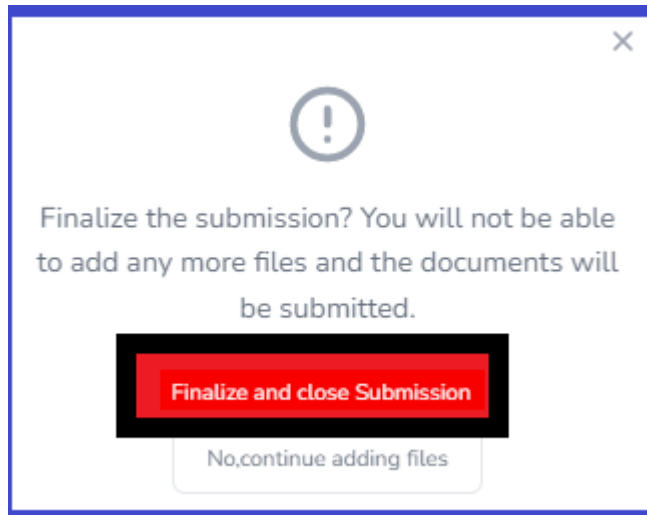 Finalize the submission? You will not be able
to add any more files and the documents will
be submitted.
Finalize and close Submission
No,continue adding files